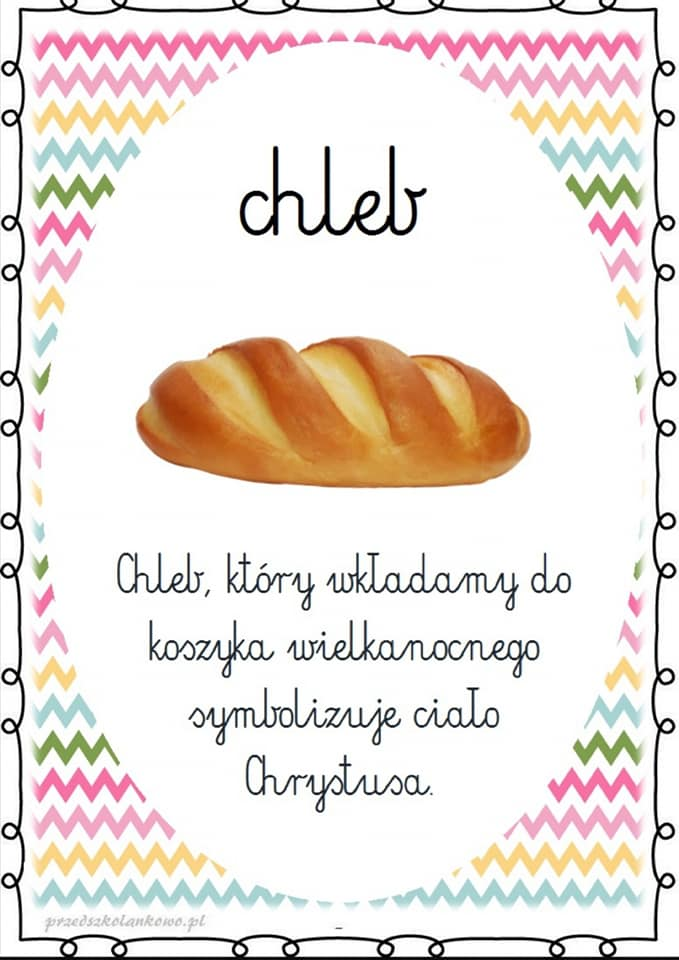 chleb
Chleb, który wkładamy do
koszyka wielkanocnego
symbolizuje ciało
Chrystusa.
przedszkolankowo.pl